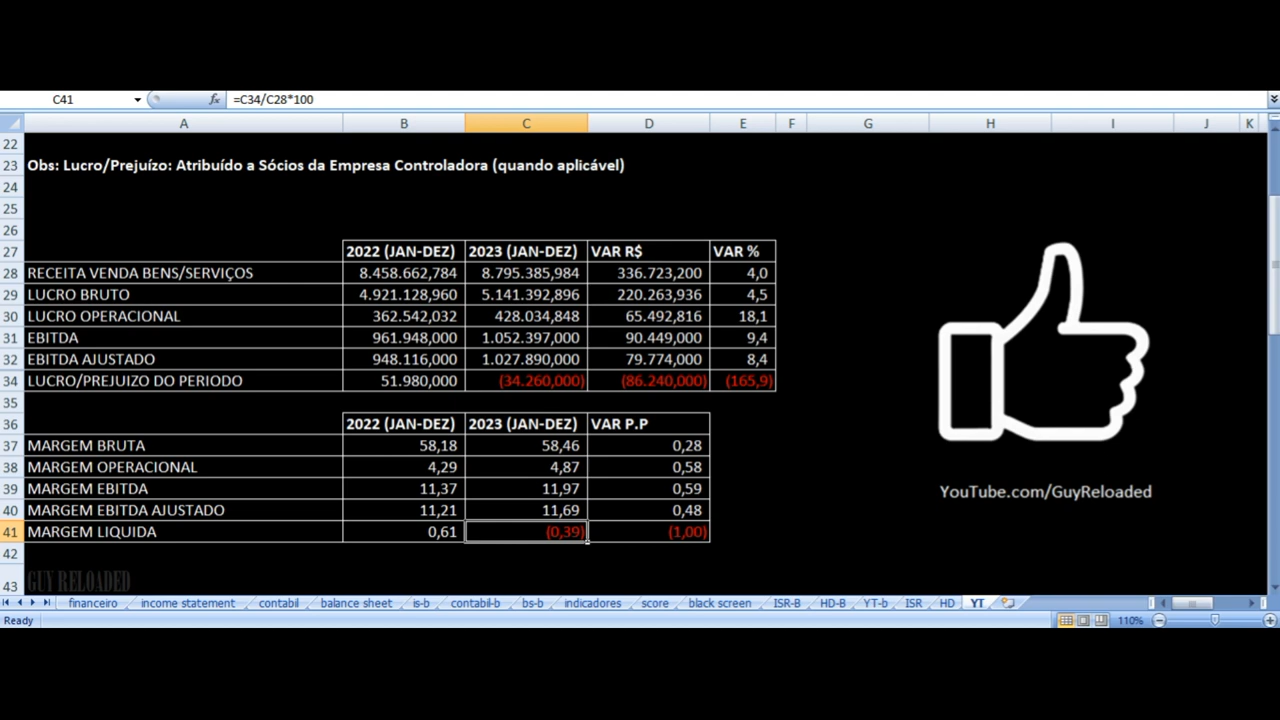 C41 fx =C34/C28*100
A B C D E F G H I J K
22
23 Obs: Lucro/Prejuízo: Atribuído a Sócios da Empresa Controladora (quando aplicável)
24
25
26
27 2022 (JAN-DEZ) 2023 (JAN-DEZ) VAR R$ VAR %
28 RECEITA VENDA BENS/SERVIÇOS 8.458.662,784 8.795.385,984 336.723,200 4,0
29 LUCRO BRUTO 4.921.128,960 5.141.392,896 220.263,936 4,5
30 LUCRO OPERACIONAL 362.542,032 428.034,848 65.492,816 18,1
31 EBITDA 961.948,000 1.052.397,000 90.449,000 9,4
32 EBITDA AJUSTADO 948.116,000 1.027.890,000 79.774,000 8,4
34 LUCRO/PREJUIZO DO PERIODO 51.980,000 (34.260,000) (86.240,000) (165,9)
35
36 2022 (JAN-DEZ) 2023 (JAN-DEZ) VAR P.P
37 MARGEM BRUTA 58,18 58,46 0,28
38 MARGEM OPERACIONAL 4,29 4,87 0,58
39 MARGEM EBITDA 11,37 11,97 0,59
40 MARGEM EBITDA AJUSTADO 11,21 11,69 0,48
41 MARGEM LIQUIDA 0,61 (0,39) (1,00)
42
43 GUY RELOADED
YouTube.com/GuyReloaded
financeiro income statement contabil balance sheet is-b contabil-b bs-b indicadores score black screen ISR-B HD-B YT-b ISR HD YT
Ready 110%